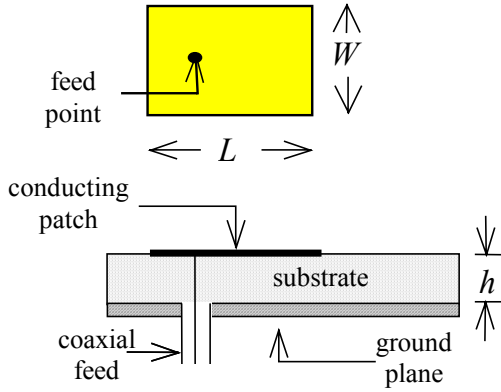 W
feed
point
L
conducting
patch
substrate
h
coaxial
feed
ground
plane